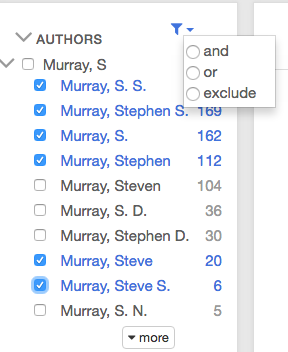 AUTHORS
and
or
exclude
Murray, S
Murray, S. S.
Murray, Stephen S. 169
Murray, S. 162
Murray, Stephen 112
Murray, Steven 104
Murray, S. D. 36
Murray, Stephen D. 30
Murray, Steve 20
Murray, Steve S. 6
Murray, S. N. 5
more